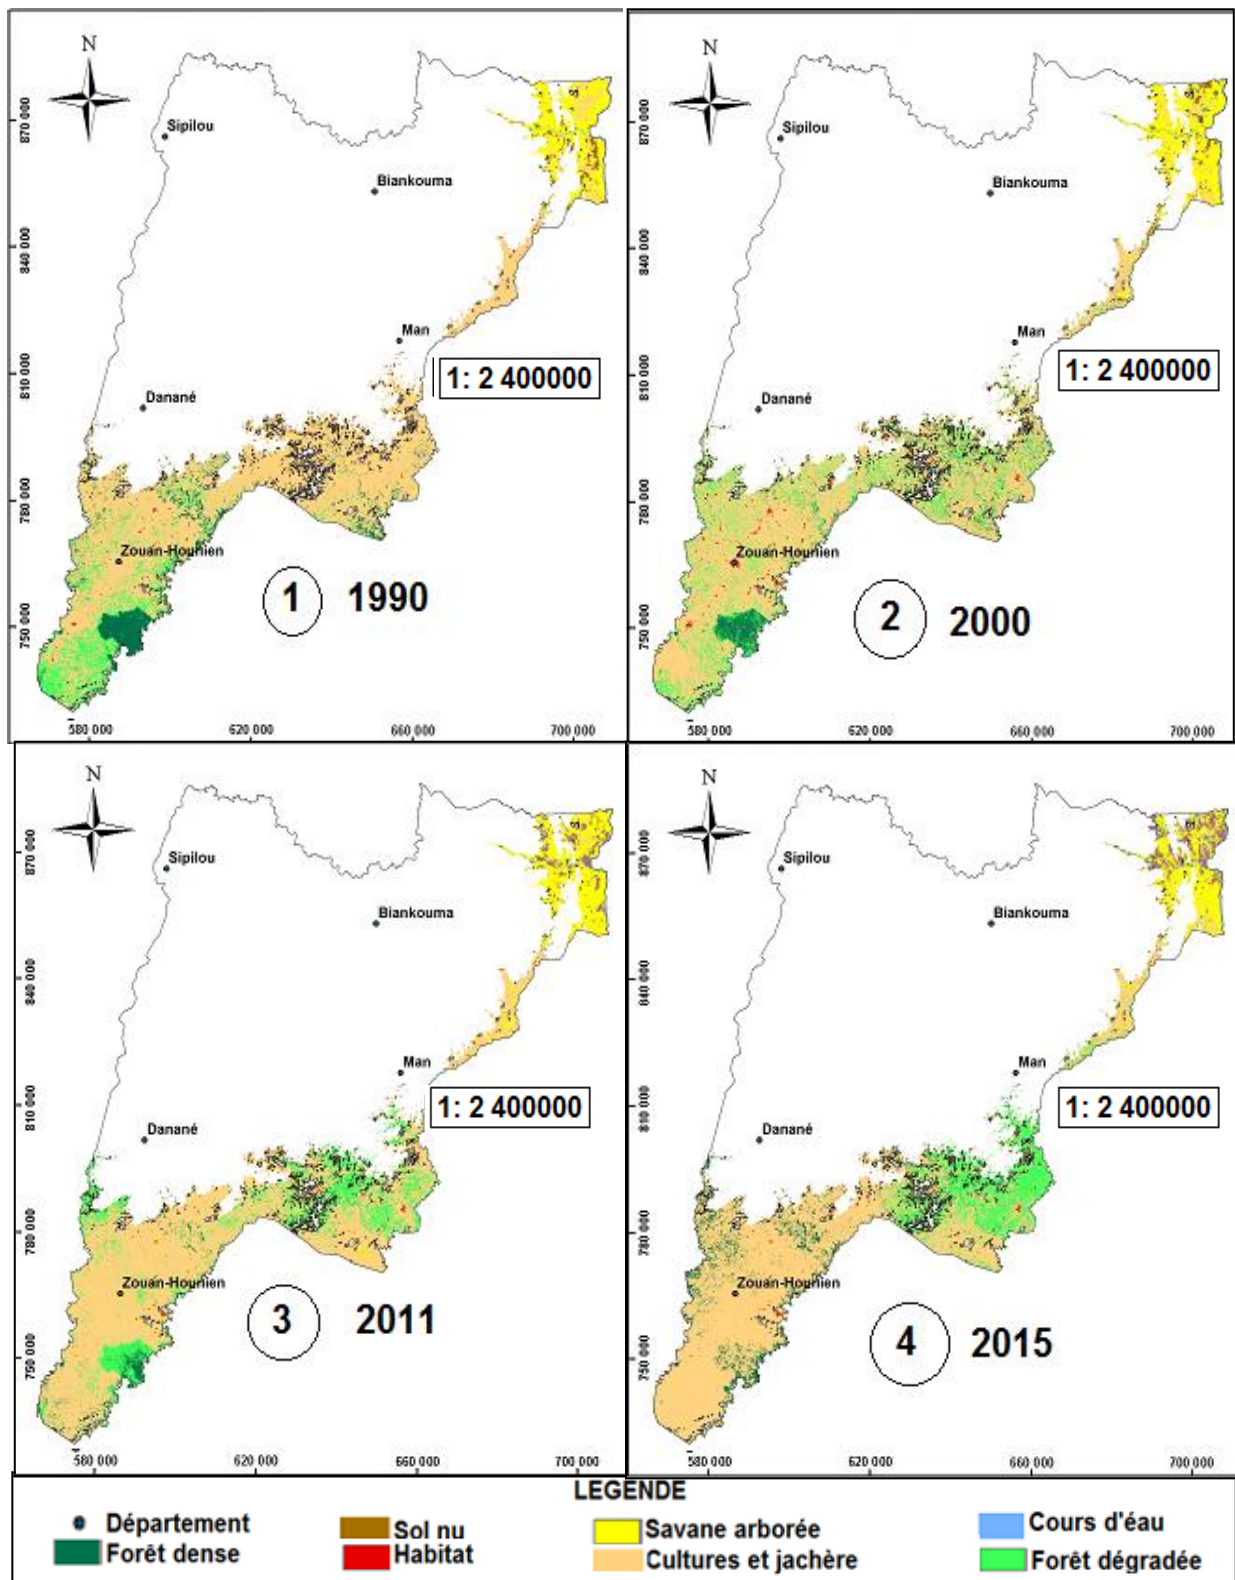 N
Sipilou
Biankouma
Man
1: 2 400000
Danané
Zouan-Hounien
1 1990
870 000
840 000
810 000
780 000
750 000
580 000 620 000 660 000 700 000
N
Sipilou
Biankouma
Man
1: 2 400000
Danané
Zouan-Hounien
2 2000
870 000
840 000
810 000
780 000
750 000
580 000 620 000 660 000 700 000
N
Sipilou
Biankouma
Man
1: 2 400000
Danané
Zouan-Hounien
3 2011
870 000
840 000
810 000
780 000
750 000
580 000 620 000 660 000 700 000
N
Sipilou
Biankouma
Man
1: 2 400000
Danané
Zouan-Hounien
4 2015
870 000
840 000
810 000
780 000
750 000
580 000 620 000 660 000 700 000
LEGENDE
Département Sol nu Savane arborée Cours d'éau
Forêt dense Habitat Cultures et jachère Forêt dégradée